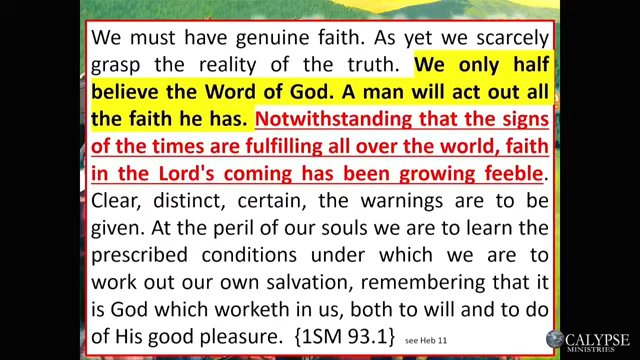 We must have genuine faith. As yet we scarcely
grasp the reality of the truth. We only half
believe the Word of God. A man will act out all
the faith he has. Notwithstanding that the signs
of the times are fulfilling all over the world, faith
in the Lord's coming has been growing feeble.
Clear, distinct, certain, the warnings are to be
given. At the peril of our souls we are to learn the
prescribed conditions under which we are to
work out our own salvation, remembering that it
is God which worketh in us, both to will and to do
of His good pleasure. {1SM 93.1} see Heb 11
CALYPSE
MINISTRIES